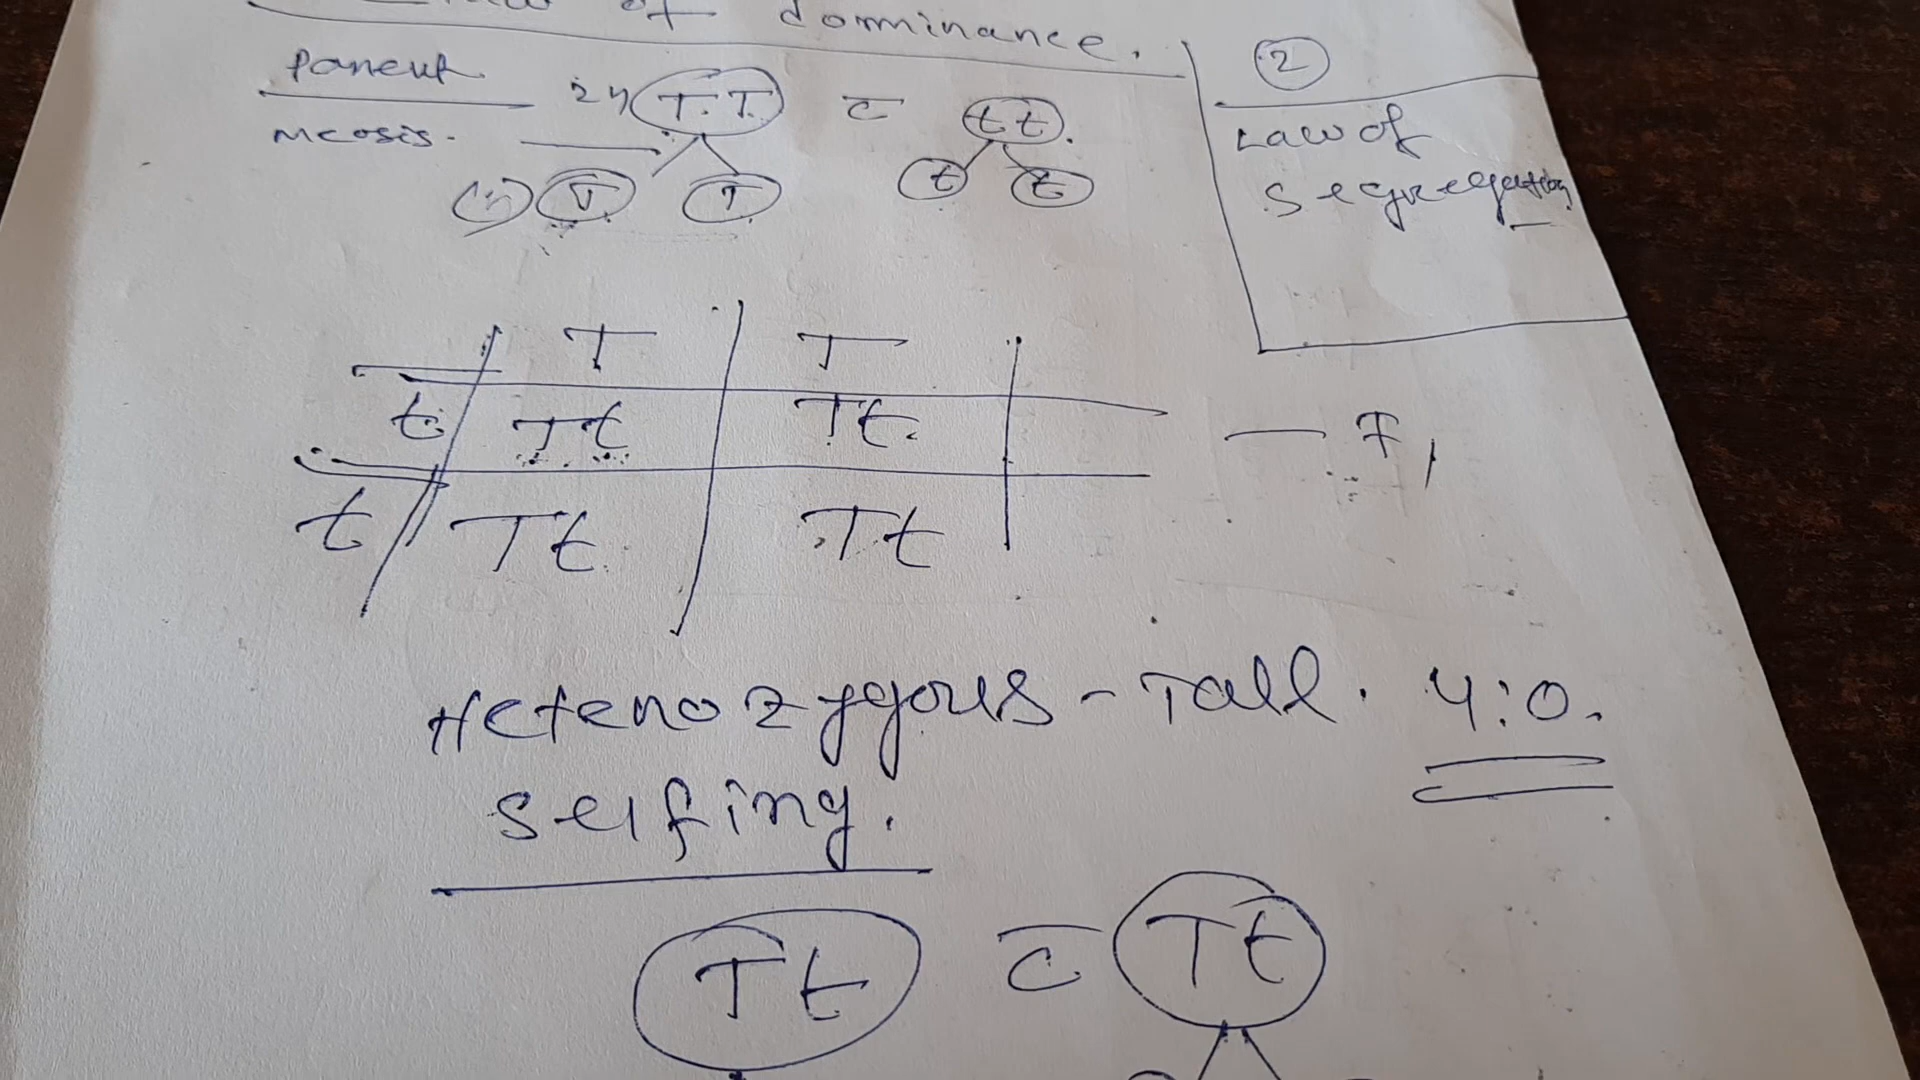 of dominance.
Parent 2n T.T. c̅ tt.
meosis.
(n) T T t t
2
Law of
segregation
T T
t Tt Tt.
t Tt Tt
— F1
Heterozygous - Tall. 4:0.
selfing.
Tt c̅ Tt